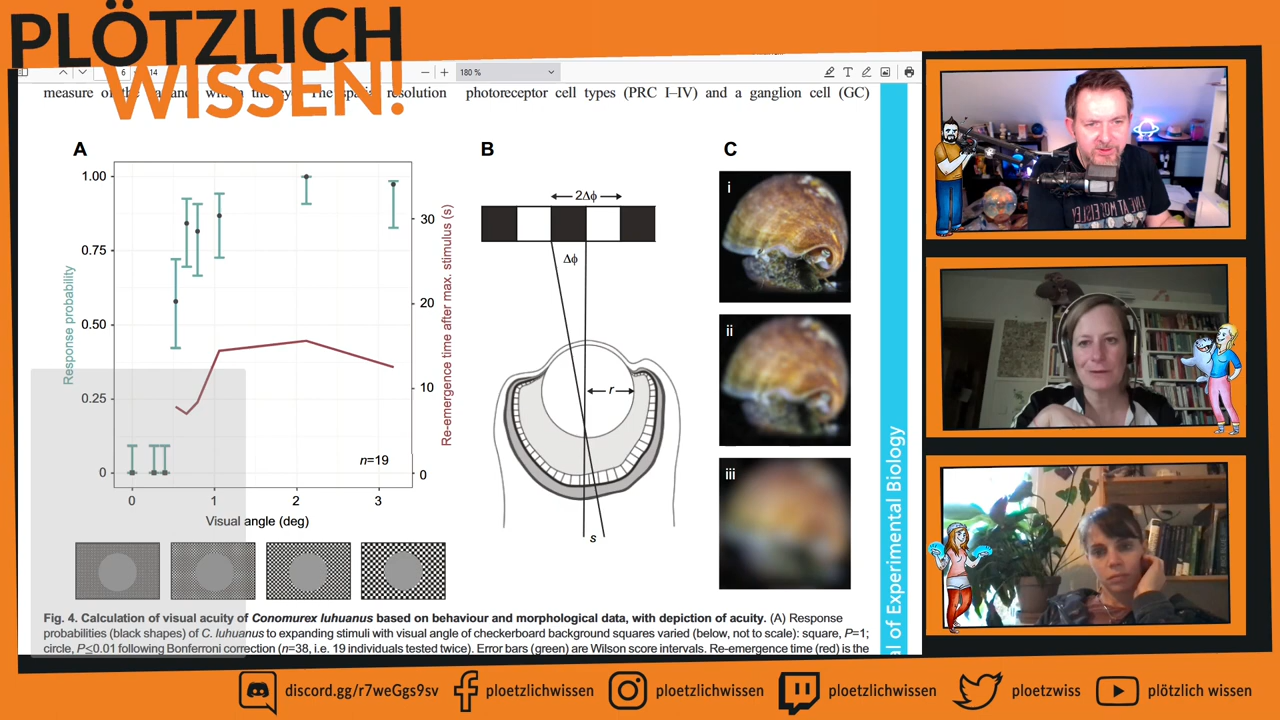 PLÖTZLICH
WISSEN!
6
14
180 %
measure of the
within the
The spatial resolution
photoreceptor cell types (PRC I–IV) and a ganglion cell (GC)
A
B
C
1.00
0.75
0.50
0.25
0
Response probability
30
20
10
0
Re-emergence time after max. stimulus (s)
n=19
0
1
2
3
Visual angle (deg)
2Δϕ
Δϕ
r
s
i
ii
iii
al of Experimental Biology
Fig. 4. Calculation of visual acuity of Conomurex luhuanus based on behaviour and morphological data, with depiction of acuity. (A) Response
probabilities (black shapes) of C. luhuanus to expanding stimuli with visual angle of checkerboard background squares varied (below, not to scale): square, P=1;
circle, P≤0.01 following Bonferroni correction (n=38, i.e. 19 individuals tested twice). Error bars (green) are Wilson score intervals. Re-emergence time (red) is the
discord.gg/r7weGgs9sv
ploetzlichwissen
ploetzlichwissen
ploetzlichwissen
ploetzwiss
plötzlich wissen